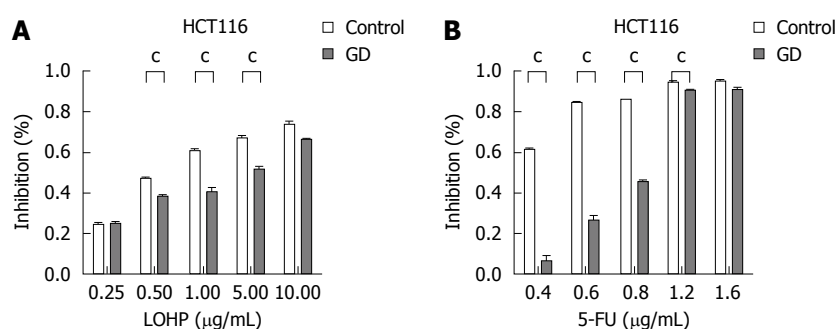 A
HCT116
Control
GD
c
c
c
1.0
0.8
0.6
0.4
0.2
0.0
Inhibition (%)
0.25
0.50
1.00
5.00
10.00
LOHP (μg/mL)
B
HCT116
Control
GD
c
c
c
c
1.0
0.8
0.6
0.4
0.2
0.0
Inhibition (%)
0.4
0.6
0.8
1.2
1.6
5-FU (μg/mL)